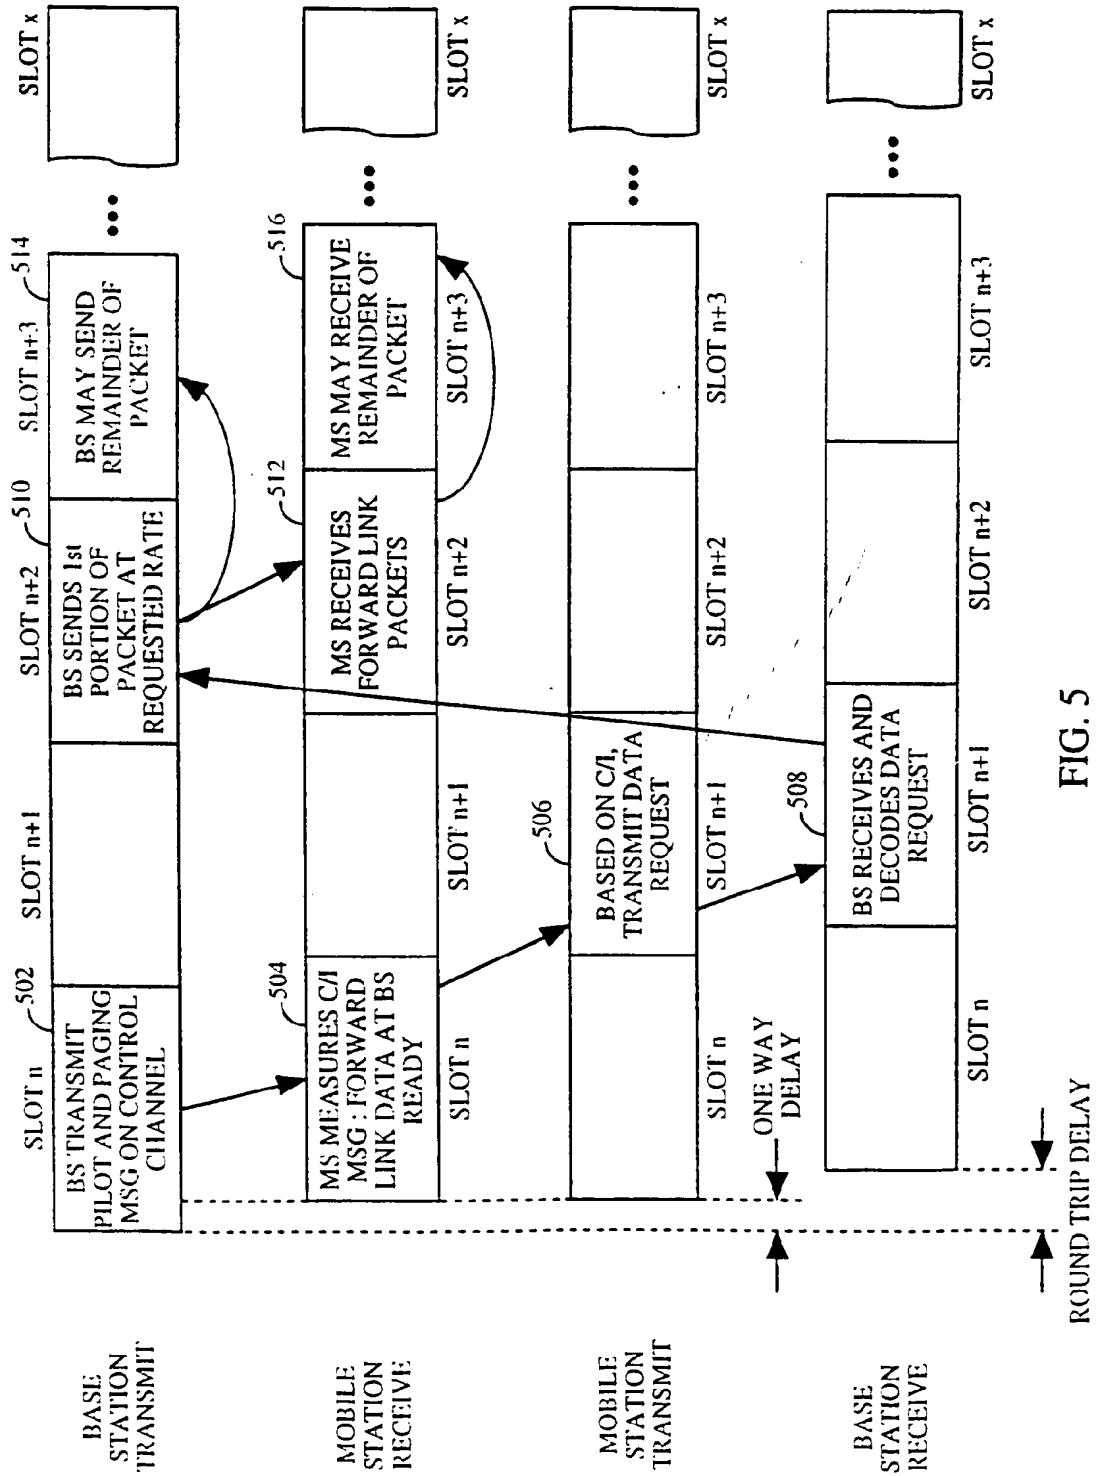 BASE
STATION
TRANSMIT
SLOT n
502
BS TRANSMIT
PILOT AND PAGING
MSG ON CONTROL
CHANNEL
SLOT n+1
SLOT n+2
510
BS SENDS 1st
PORTION OF
PACKET AT
REQUESTED RATE
SLOT n+3
514
BS MAY SEND
REMAINDER OF
PACKET
•••
SLOT x
MOBILE
STATION
RECEIVE
504
MS MEASURES C/I
MSG : FORWARD
LINK DATA AT BS
READY
SLOT n
SLOT n+1
512
MS RECEIVES
FORWARD LINK
PACKETS
SLOT n+2
516
MS MAY RECEIVE
REMAINDER OF
PACKET
SLOT n+3
•••
SLOT x
MOBILE
STATION
TRANSMIT
SLOT n
506
BASED ON C/I,
TRANSMIT DATA
REQUEST
SLOT n+1
SLOT n+2
SLOT n+3
•••
SLOT x
ONE WAY
DELAY
BASE
STATION
RECEIVE
SLOT n
508
BS RECEIVES AND
DECODES DATA
REQUEST
SLOT n+1
SLOT n+2
SLOT n+3
•••
SLOT x
ROUND TRIP DELAY
FIG. 5